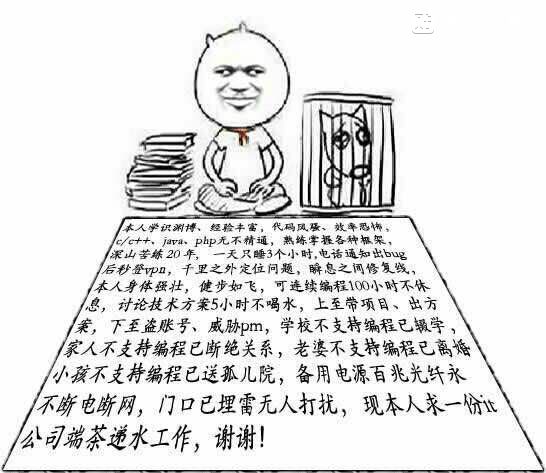 本人学识渊博、经验丰富，代码风骚、效率恐怖，
c/c++、java、php无不精通，熟练掌握各种框架，
深山苦练20年，一天只睡3个小时,电话通知出bug
后秒登vpn，千里之外定位问题，瞬息之间修复线，
本人身体强壮，健步如飞，可连续编程100小时不休
息，讨论技术方案5小时不喝水，上至带项目、出方
案，下至盗账号、威胁pm，学校不支持编程已辍学，
家人不支持编程已断绝关系，老婆不支持编程已离婚
小孩不支持编程已送孤儿院，备用电源百兆光纤永
不断电断网，门口已埋雷无人打扰，现本人求一份it
公司端茶递水工作，谢谢！